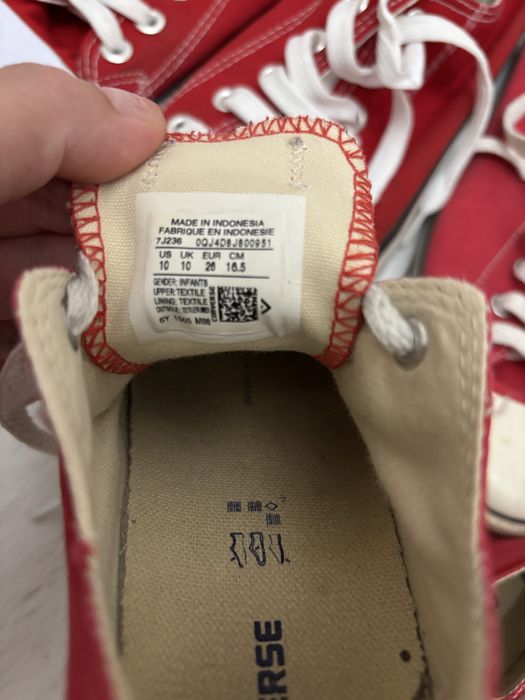 MADE IN INDONESIA
FABRIQUE EN INDONESIE
7J236 0QJ4D8J800951
US UK EUR CM
10 10 26 16.5
GENDER: INFANTS
UPPER: TEXTILE
LINING: TEXTILE
CONVERSE
ERSE